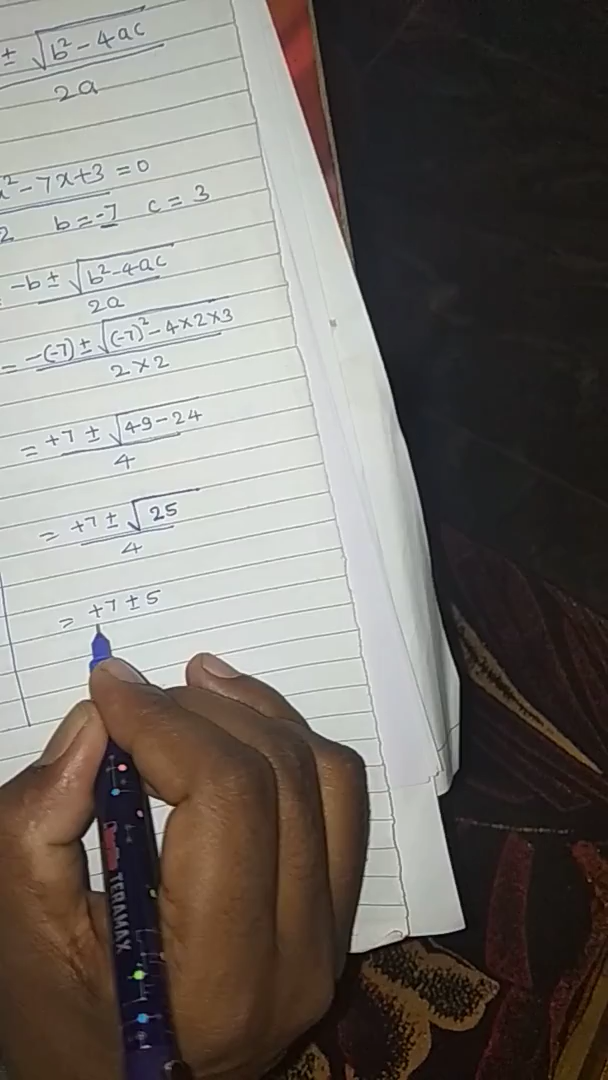 ± √b² - 4ac
2a
x² - 7x + 3 = 0
2 b = -7 c = 3
= -b ± √b² - 4ac
2a
= -(-7) ± √(-7)² - 4×2×3
2×2
= +7 ± √49 - 24
4
= +7 ± √25
4
= +7 ± 5
TERAMAX